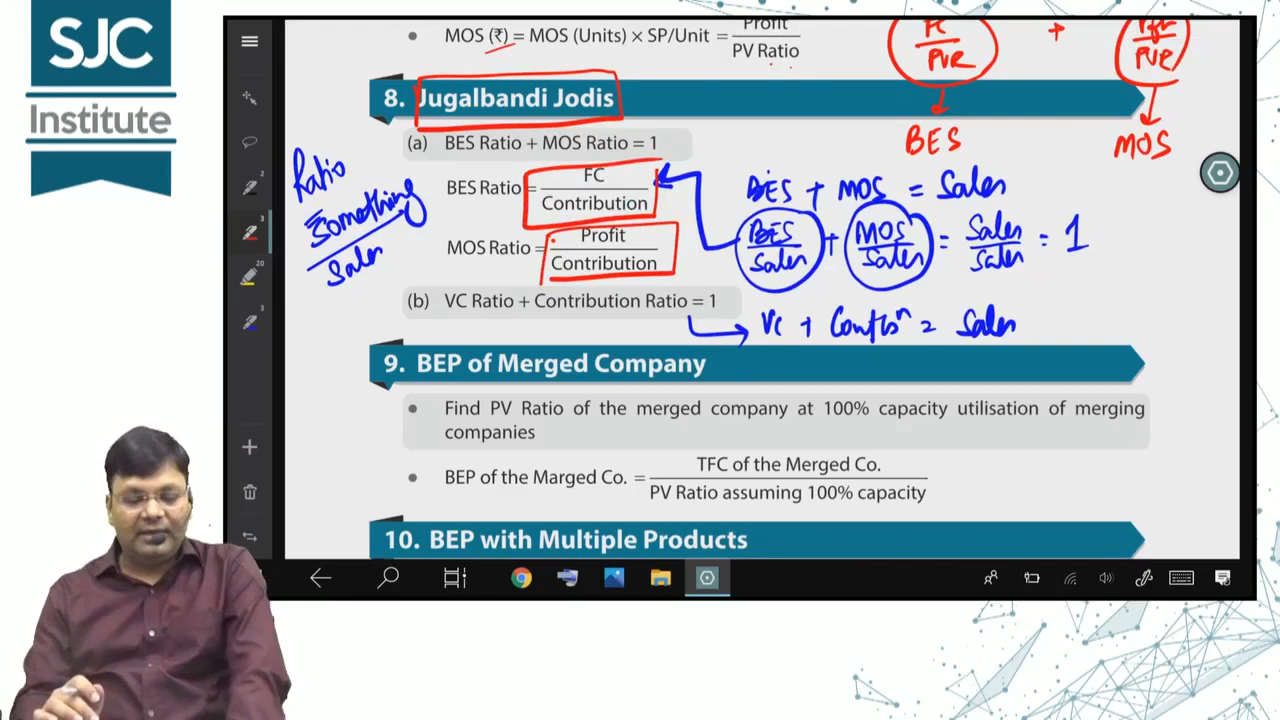 SJC
Institute
• MOS (₹) = MOS (Units) × SP/Unit = Profit / PV Ratio
FC / PVR + / PVR
BES MOS
8. Jugalbandi Jodis
(a) BES Ratio + MOS Ratio = 1
BES Ratio = FC / Contribution
MOS Ratio = Profit / Contribution
Ratio
Something / Sales
BES + MOS = Sales
BES / Sales + MOS / Sales = Sales / Sales = 1
(b) VC Ratio + Contribution Ratio = 1
VC + Contbn = Sales
9. BEP of Merged Company
• Find PV Ratio of the merged company at 100% capacity utilisation of merging
companies
• BEP of the Marged Co. = TFC of the Merged Co. / PV Ratio assuming 100% capacity
10. BEP with Multiple Products